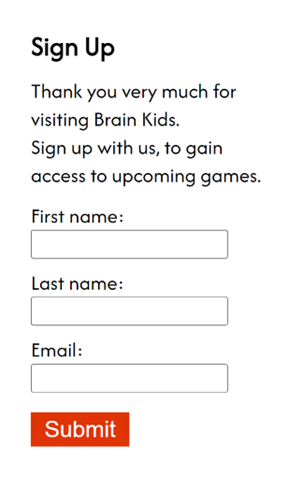 Sign Up
Thank you very much for
visiting Brain Kids.
Sign up with us, to gain
access to upcoming games.
First name:
Last name:
Email:
Submit